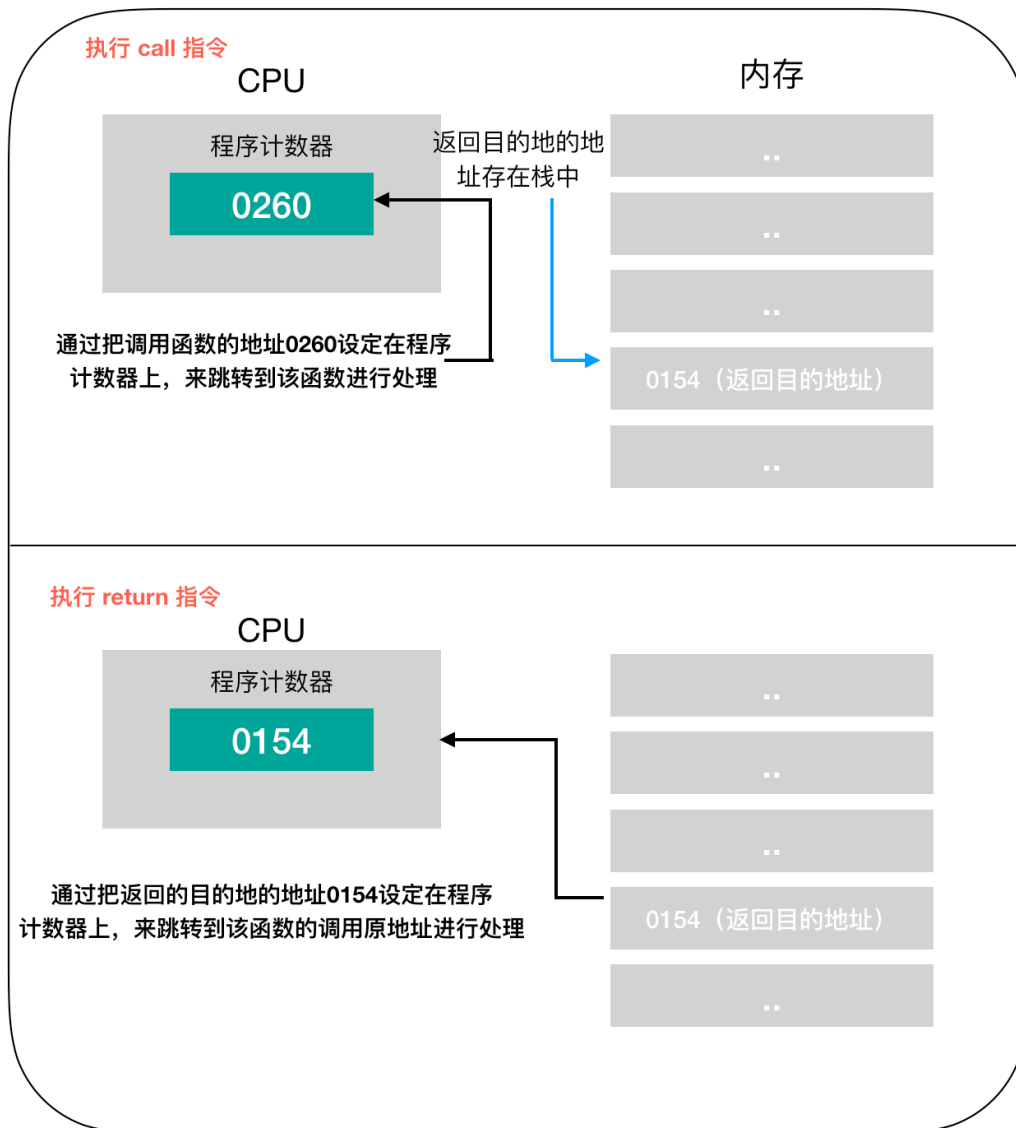 执行 call 指令
CPU
内存
程序计数器
0260
返回目的地的地
址存在栈中
..
..
..
0154（返回目的地址）
..
通过把调用函数的地址0260设定在程序
计数器上，来跳转到该函数进行处理
执行 return 指令
CPU
程序计数器
0154
..
..
..
0154（返回目的地址）
..
通过把返回的目的地的地址0154设定在程序
计数器上，来跳转到该函数的调用原地址进行处理